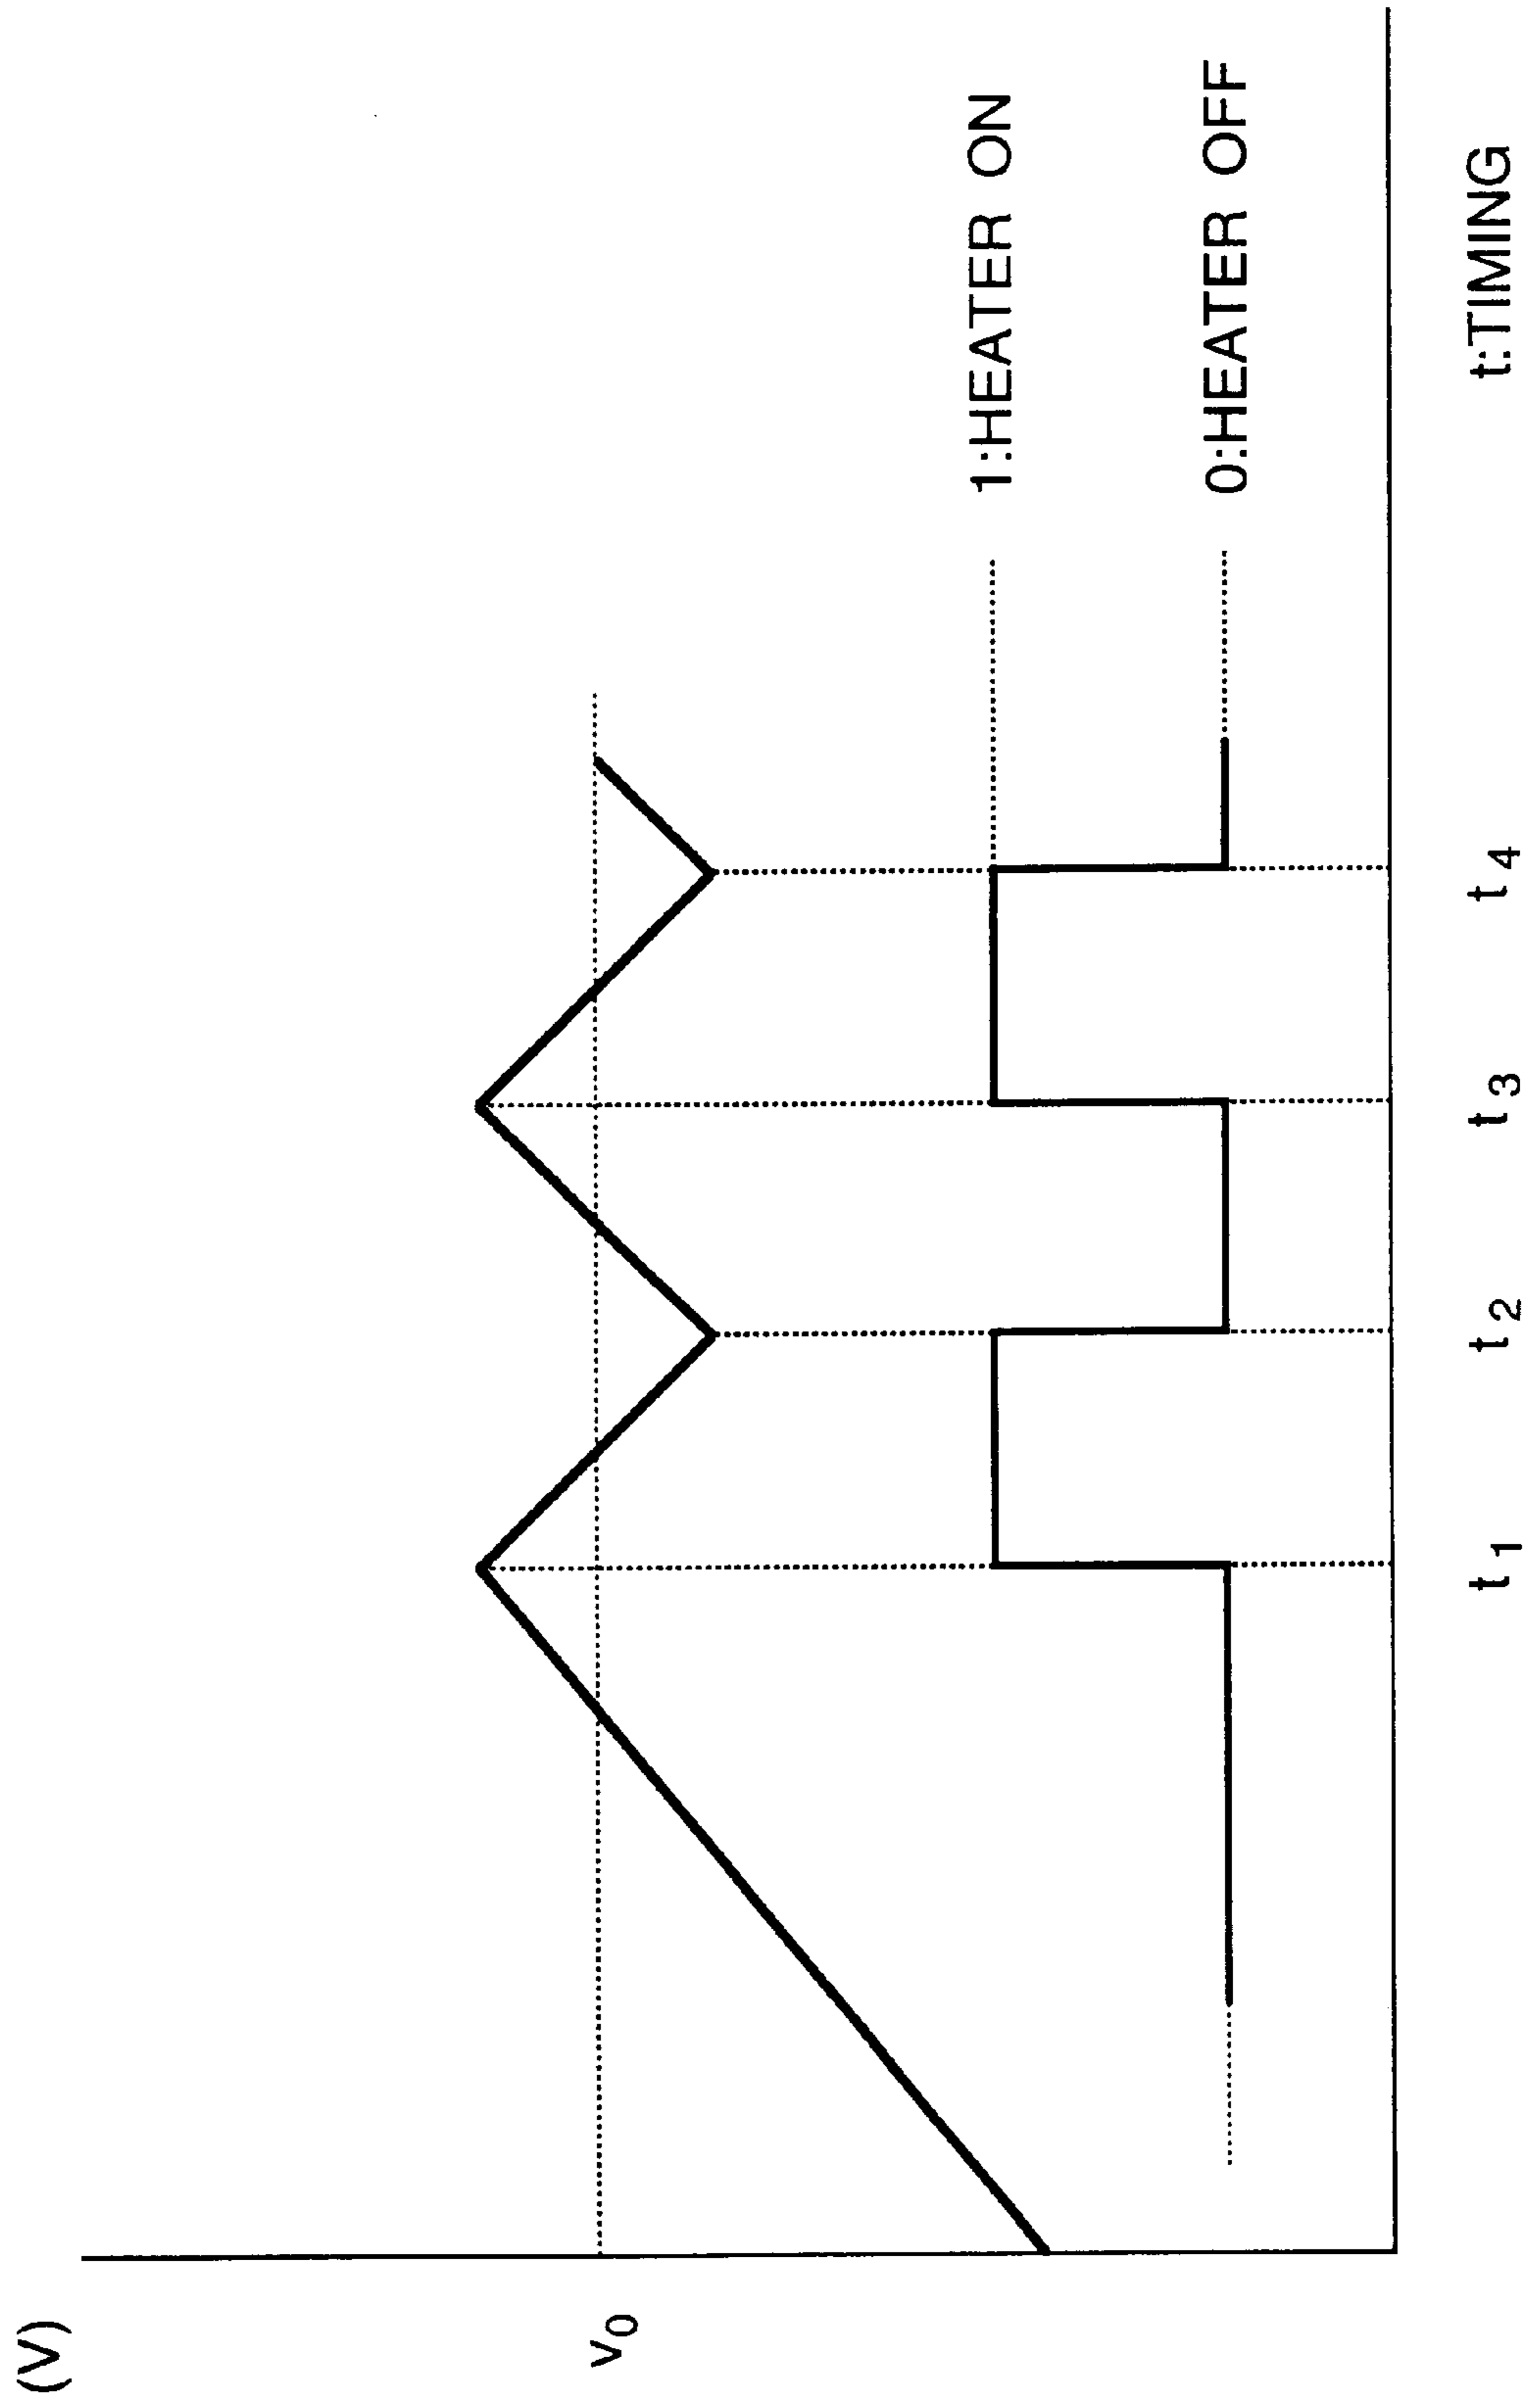 (V)
v0
1:HEATER ON
0:HEATER OFF
t1
t2
t3
t4
t:TIMING